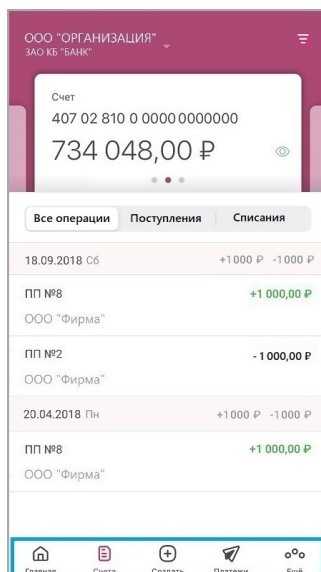 ООО "ОРГАНИЗАЦИЯ"
ЗАО КБ "БАНК"
Счет
407 02 810 0 0000 0000000
734 048,00 ₽
Все операции Поступления Списания
18.09.2018 Сб +1000 ₽ -1000 ₽
ПП №8 +1 000,00 ₽
ООО "Фирма"
ПП №2 - 1 000,00 ₽
ООО "Фирма"
20.04.2018 Пн +1000 ₽ -1000 ₽
ПП №8 +1 000,00 ₽
ООО "Фирма"
Главная Счета Создать Платежи Ещё